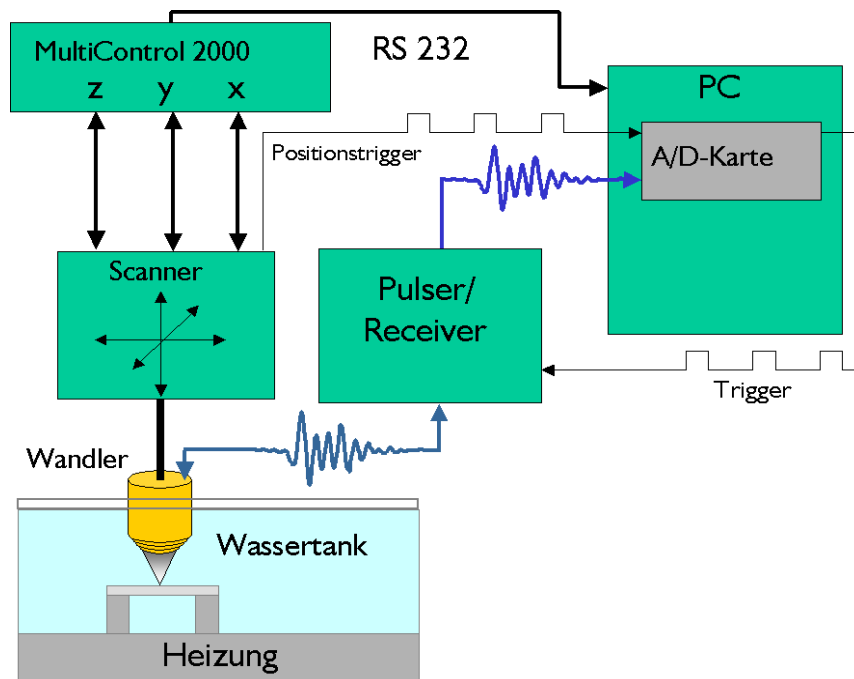 MultiControl 2000
z y x
RS 232
PC
Positionstrigger
A/D-Karte
Scanner
Pulser/
Receiver
Trigger
Wandler
Wassertank
Heizung